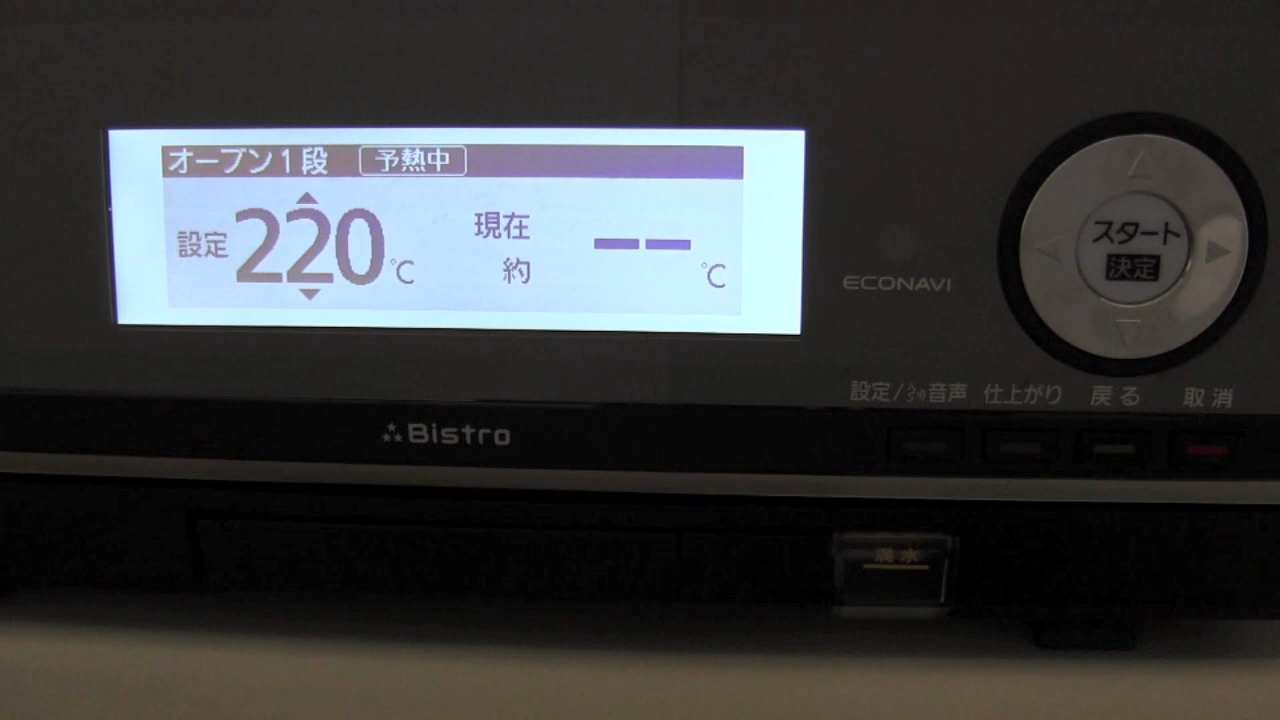 オーブン1段 予熱中
設定 220℃ 現在 約 -- ℃
ECONAVI
スタート
決定
設定/音声 仕上がり 戻る 取消
Bistro
満水